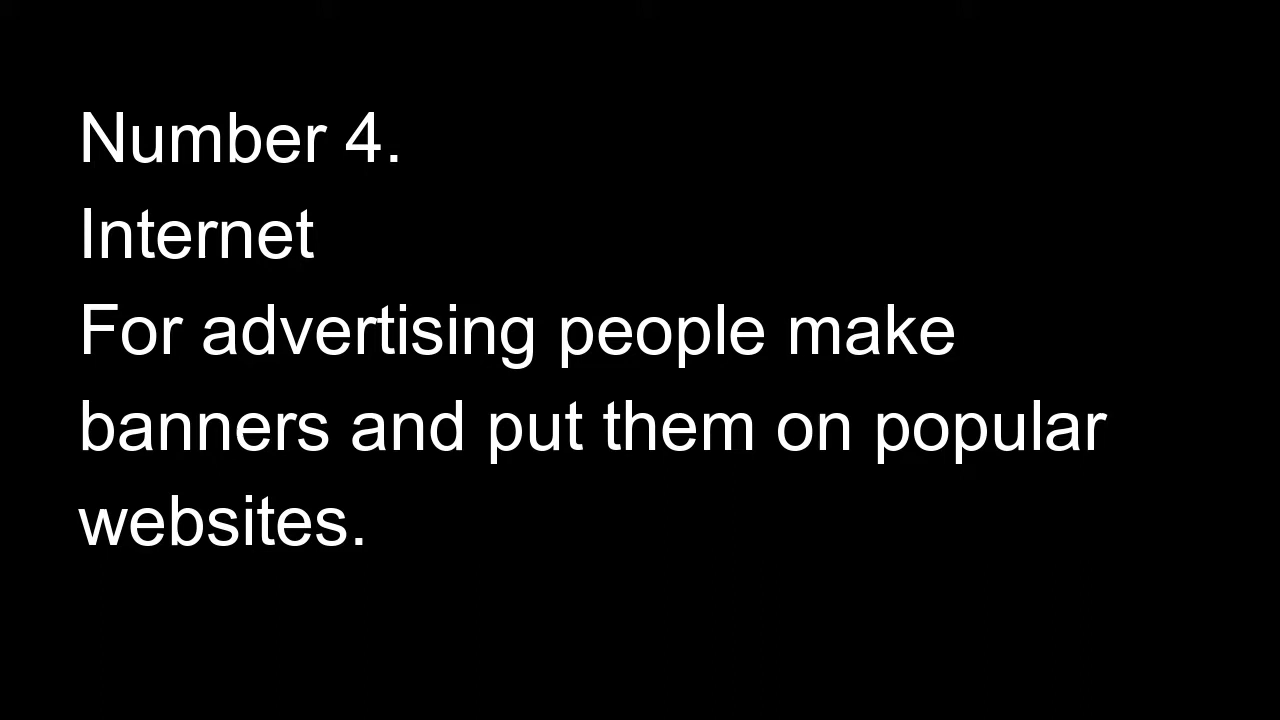 Number 4.
Internet
For advertising people make
banners and put them on popular
websites.